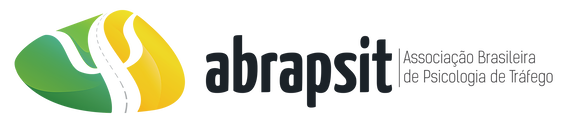 abrapsit
Associação Brasileira
de Psicologia de Tráfego